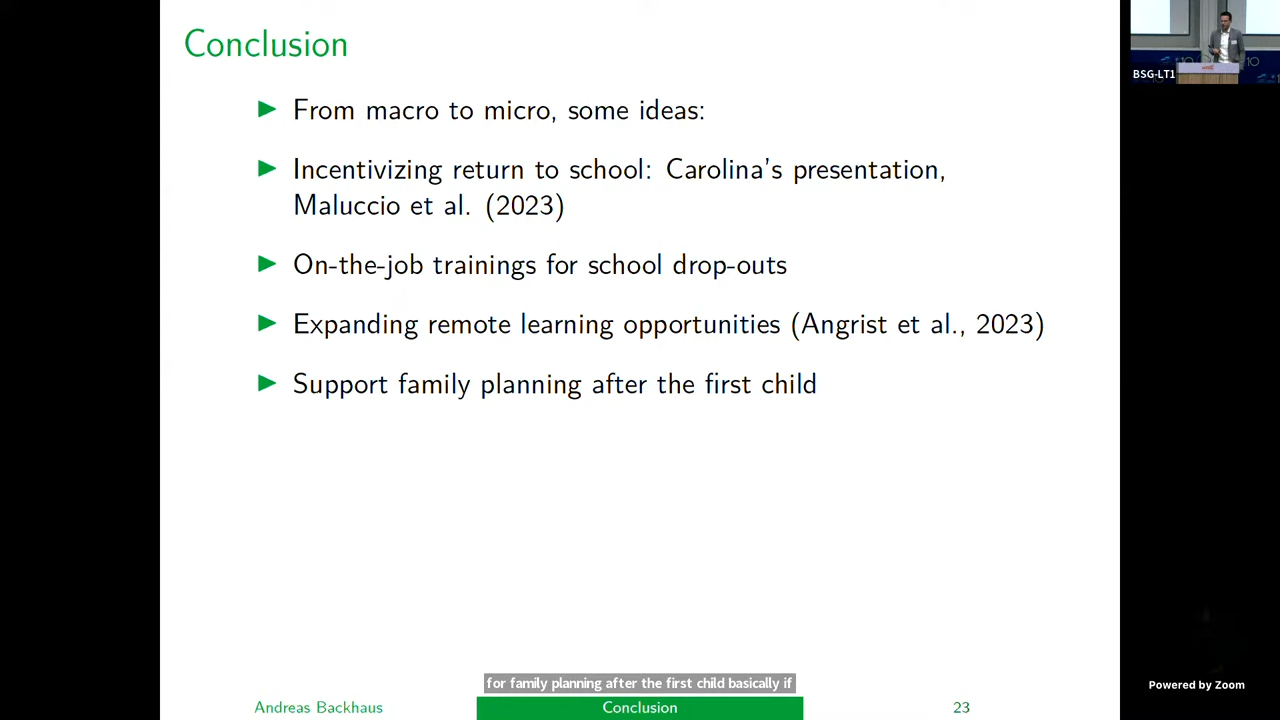 Conclusion
From macro to micro, some ideas:
Incentivizing return to school: Carolina's presentation,
Maluccio et al. (2023)
On-the-job trainings for school drop-outs
Expanding remote learning opportunities (Angrist et al., 2023)
Support family planning after the first child
for family planning after the first child basically if
Andreas Backhaus
Conclusion
23
BSG-LT1
Powered by Zoom